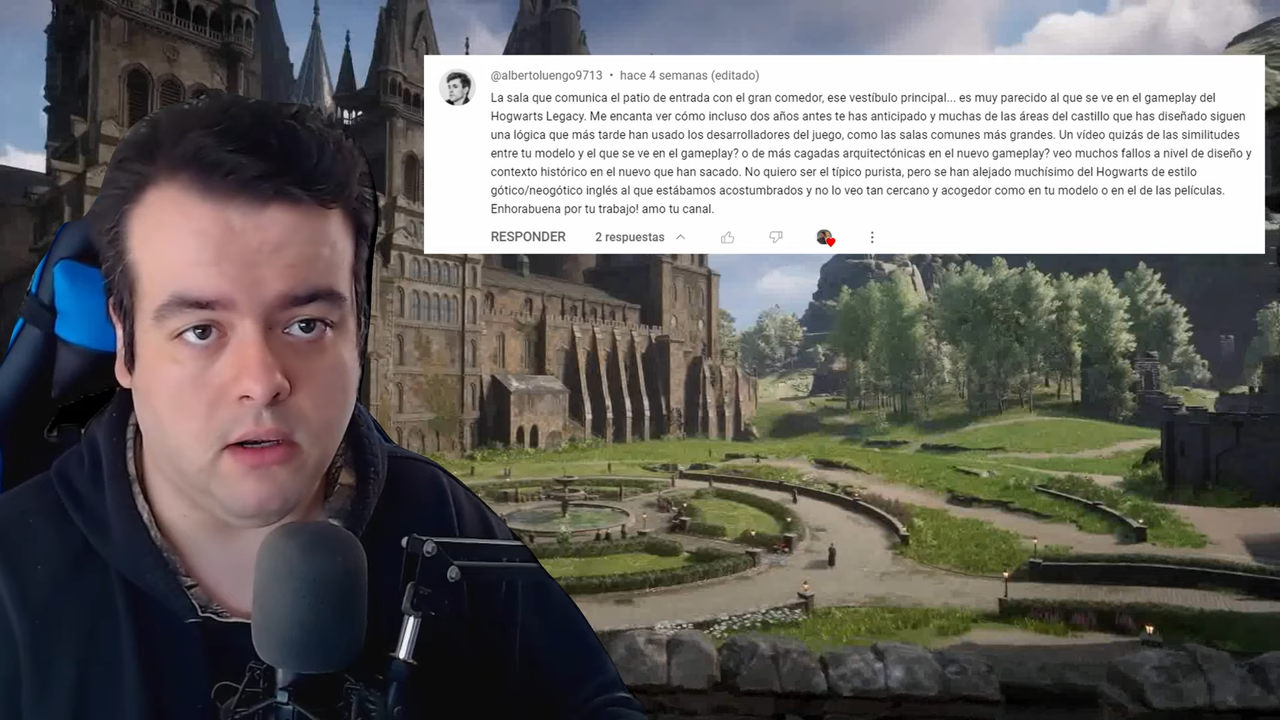 @albertoluengo9713 • hace 4 semanas (editado)
La sala que comunica el patio de entrada con el gran comedor, ese vestíbulo principal... es muy parecido al que se ve en el gameplay del
Hogwarts Legacy. Me encanta ver cómo incluso dos años antes te has anticipado y muchas de las áreas del castillo que has diseñado siguen
una lógica que más tarde han usado los desarrolladores del juego, como las salas comunes más grandes. Un vídeo quizás de las similitudes
entre tu modelo y el que se ve en el gameplay? o de más cagadas arquitectónicas en el nuevo gameplay? veo muchos fallos a nivel de diseño y
contexto histórico en el nuevo que han sacado. No quiero ser el típico purista, pero se han alejado muchísimo del Hogwarts de estilo
gótico/neogótico inglés al que estábamos acostumbrados y no lo veo tan cercano y acogedor como en tu modelo o en el de las películas.
Enhorabuena por tu trabajo! amo tu canal.
RESPONDER 2 respuestas